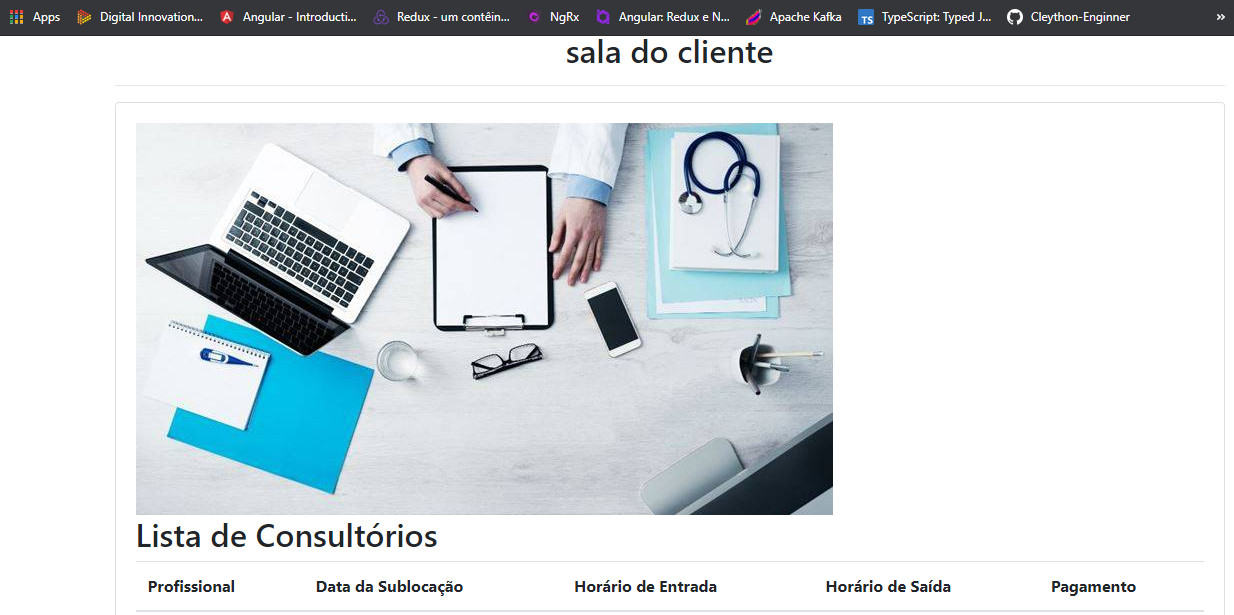 Apps Digital Innovation... Angular - Introducti... Redux - um contêin... NgRx Angular: Redux e N... Apache Kafka TS TypeScript: Typed J... Cleython-Enginner »
sala do cliente
Lista de Consultórios
Profissional Data da Sublocação Horário de Entrada Horário de Saída Pagamento